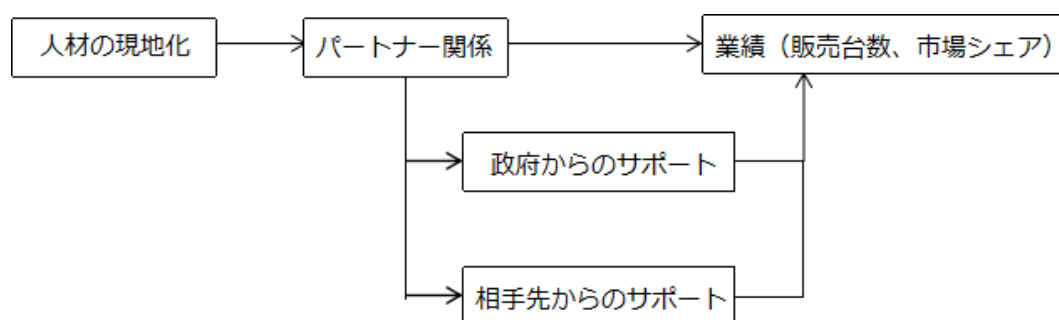 人材の現地化
パートナー関係
業績（販売台数、市場シェア）
政府からのサポート
相手先からのサポート